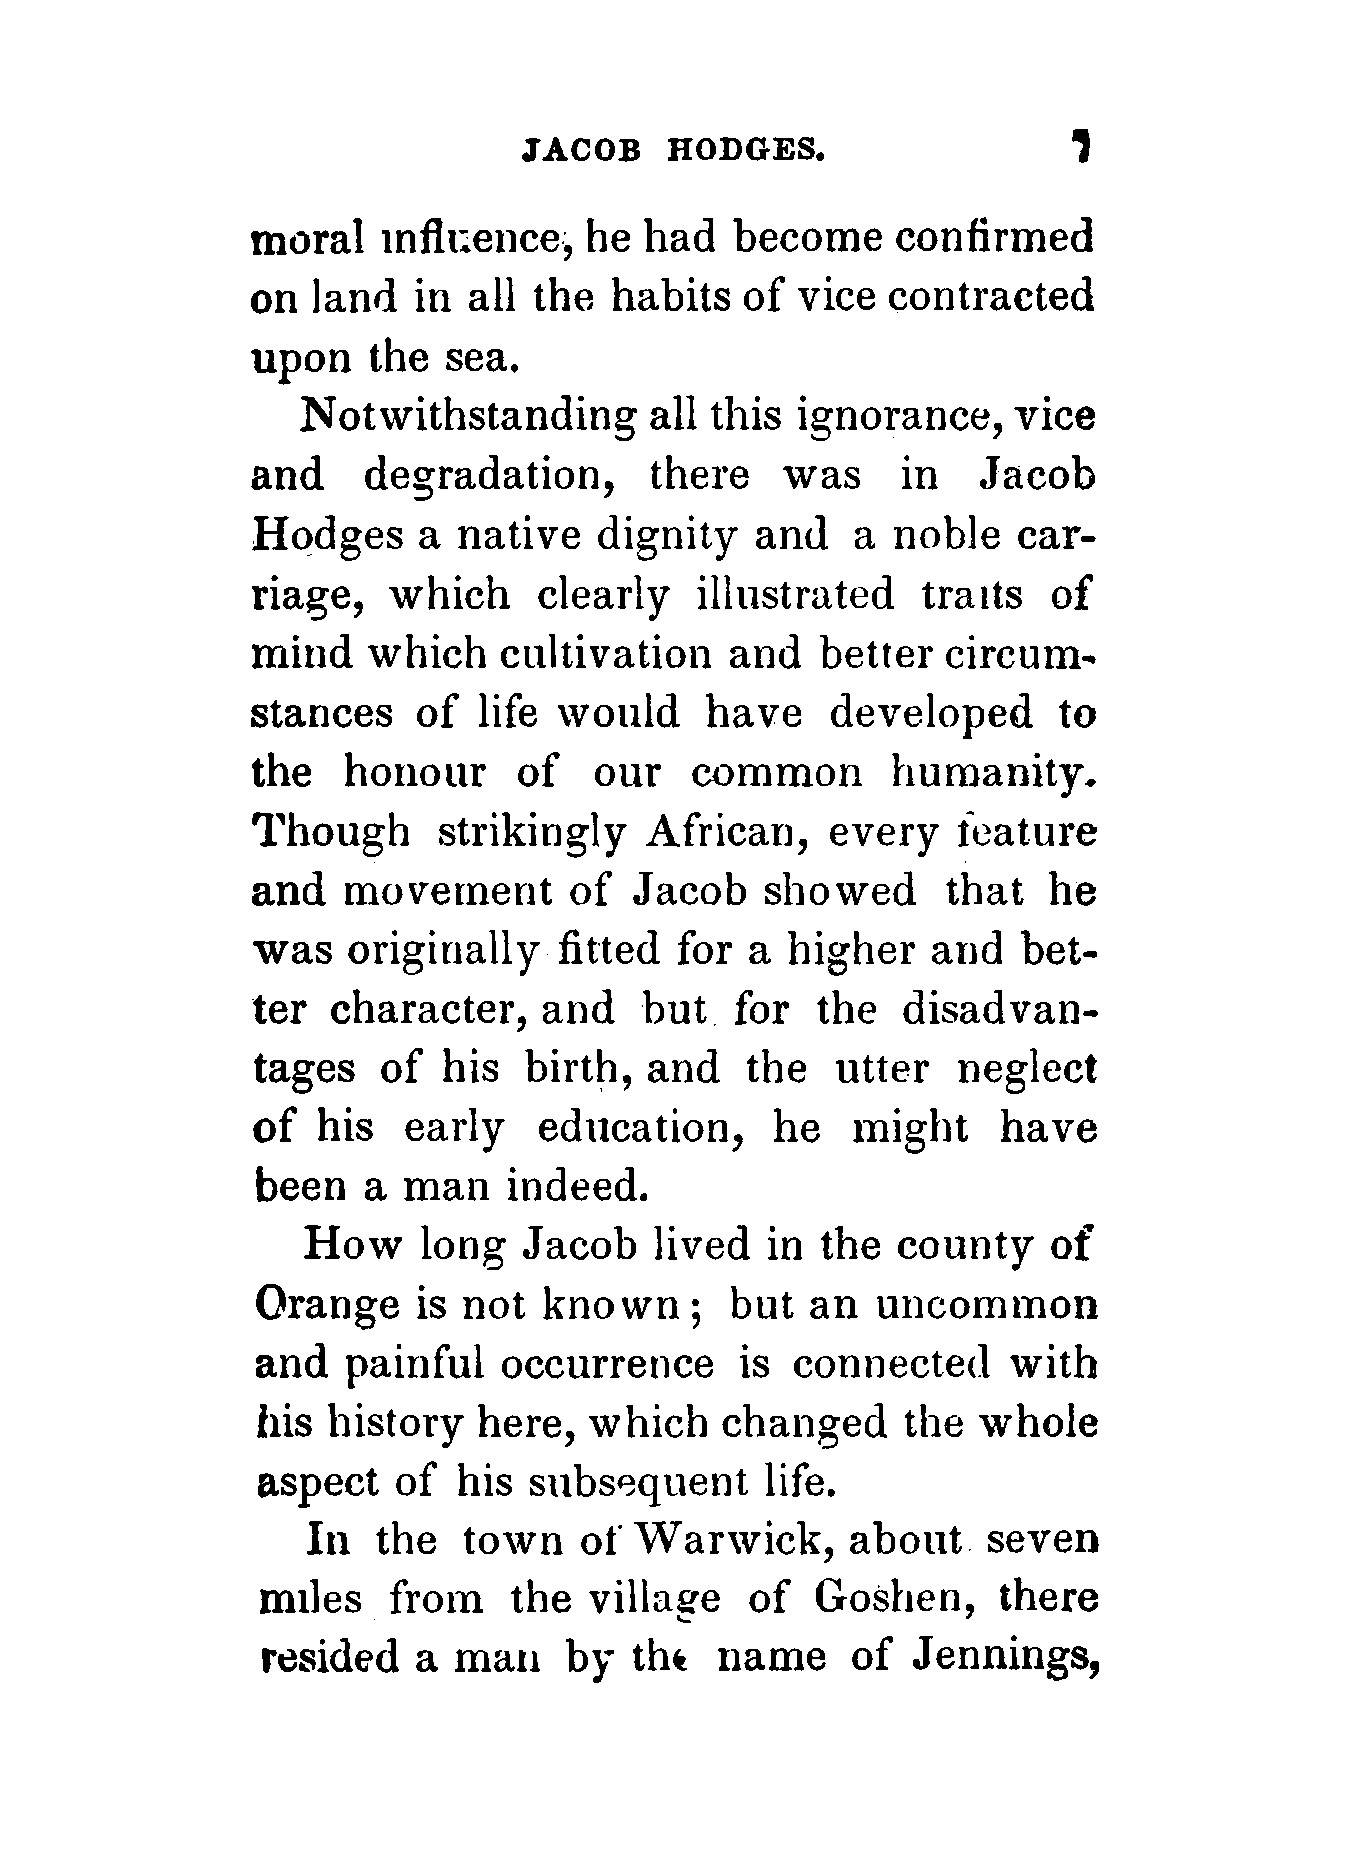 JACOB HODGES. 7
moral influence, he had become confirmed
on land in all the habits of vice contracted
upon the sea.
Notwithstanding all this ignorance, vice
and degradation, there was in Jacob
Hodges a native dignity and a noble car-
riage, which clearly illustrated traits of
mind which cultivation and better circum-
stances of life would have developed to
the honour of our common humanity.
Though strikingly African, every feature
and movement of Jacob showed that he
was originally fitted for a higher and bet-
ter character, and but for the disadvan-
tages of his birth, and the utter neglect
of his early education, he might have
been a man indeed.
How long Jacob lived in the county of
Orange is not known; but an uncommon
and painful occurrence is connected with
his history here, which changed the whole
aspect of his subsequent life.
In the town of Warwick, about seven
miles from the village of Goshen, there
resided a man by the name of Jennings,